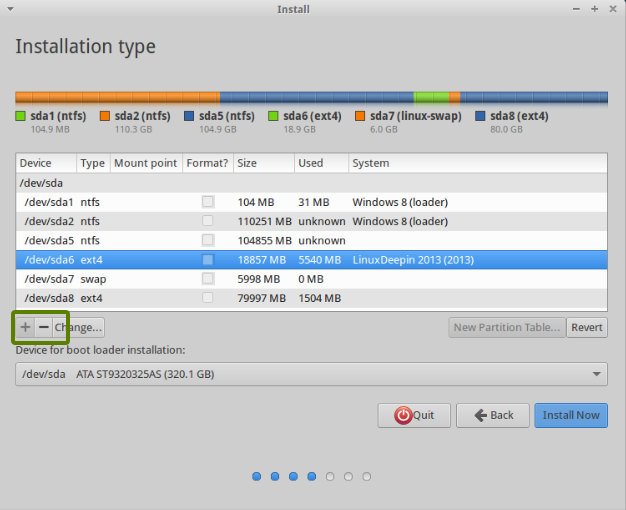 Install
Installation type
sda1 (ntfs) sda2 (ntfs) sda5 (ntfs) sda6 (ext4) sda7 (linux-swap) sda8 (ext4)
104.9 MB 110.3 GB 104.9 GB 18.9 GB 6.0 GB 80.0 GB
Device Type Mount point Format? Size Used System
/dev/sda
/dev/sda1 ntfs 104 MB 31 MB Windows 8 (loader)
/dev/sda2 ntfs 110251 MB unknown Windows 8 (loader)
/dev/sda5 ntfs 104855 MB unknown
/dev/sda6 ext4 18857 MB 5540 MB LinuxDeepin 2013 (2013)
/dev/sda7 swap 5998 MB 0 MB
/dev/sda8 ext4 79997 MB 1504 MB
+ − Change... New Partition Table... Revert
Device for boot loader installation:
/dev/sda ATA ST9320325AS (320.1 GB)
Quit Back Install Now